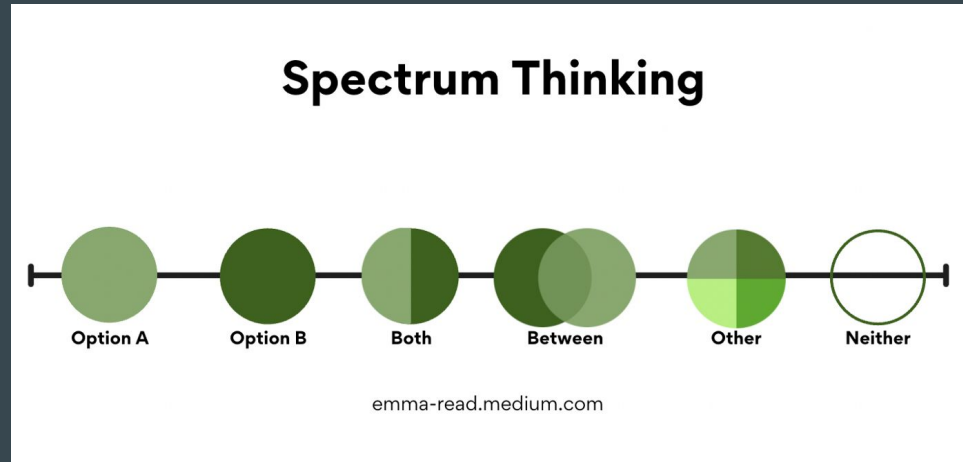 Spectrum Thinking
Option A
Option B
Both
Between
Other
Neither
emma-read.medium.com